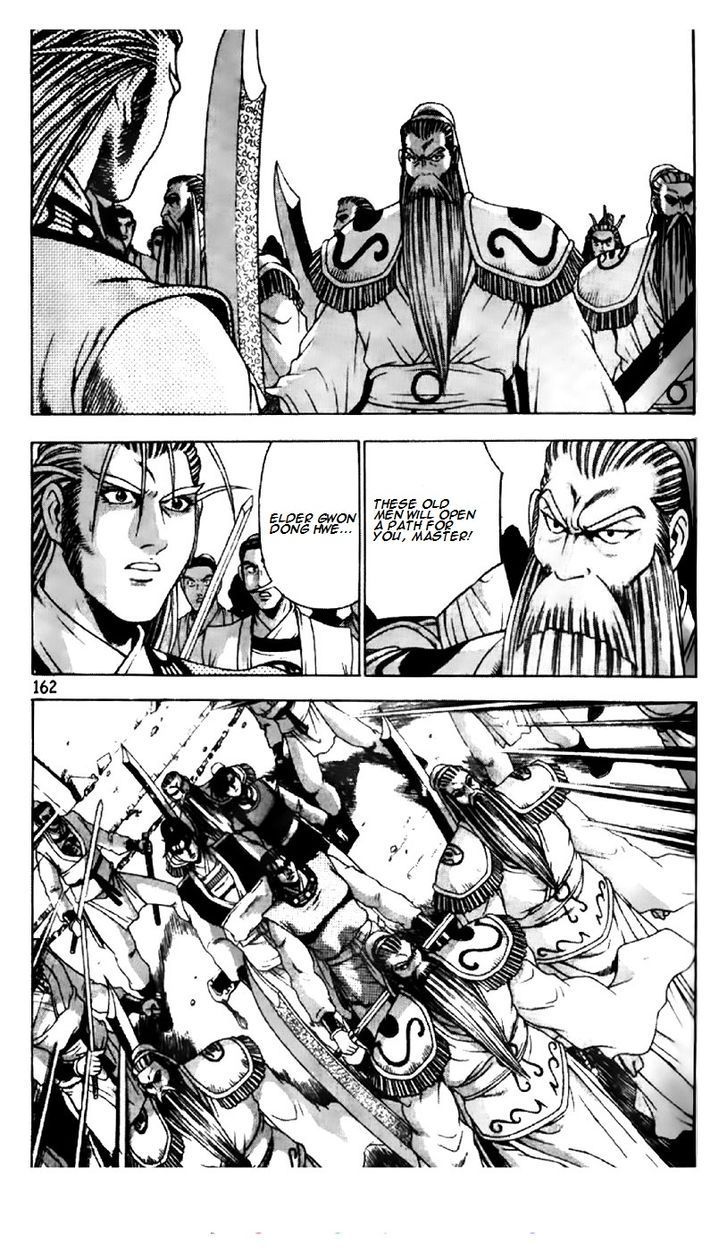 ELDER GWON
DONG HWE...
THESE OLD
MEN WILL OPEN
A PATH FOR
YOU, MASTER!
162